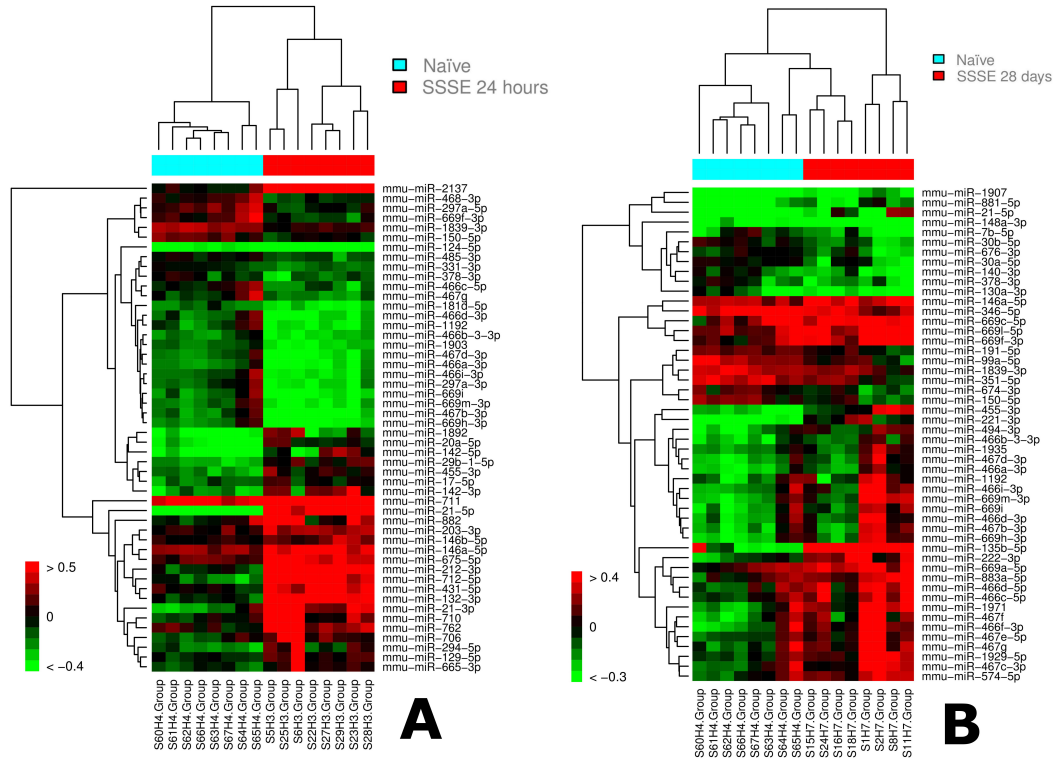 Naïve
SSSE 24 hours
mmu-miR-2137
mmu-miR-468-3p
mmu-miR-297a-5p
mmu-miR-669f-3p
mmu-miR-1839-3p
mmu-miR-150-5p
mmu-miR-124-5p
mmu-miR-485-3p
mmu-miR-331-3p
mmu-miR-378-3p
mmu-miR-466c-5p
mmu-miR-467g
mmu-miR-181d-5p
mmu-miR-466d-3p
mmu-miR-1192
mmu-miR-466b-3-3p
mmu-miR-1903
mmu-miR-467d-3p
mmu-miR-466a-3p
mmu-miR-466i-3p
mmu-miR-297a-3p
mmu-miR-669i
mmu-miR-669m-3p
mmu-miR-467b-3p
mmu-miR-669h-3p
mmu-miR-1892
mmu-miR-20a-5p
mmu-miR-142-5p
mmu-miR-29b-1-5p
mmu-miR-455-3p
mmu-miR-17-5p
mmu-miR-142-3p
mmu-miR-711
mmu-miR-21-5p
mmu-miR-882
mmu-miR-203-3p
mmu-miR-146b-5p
mmu-miR-146a-5p
mmu-miR-675-5p
mmu-miR-212-3p
mmu-miR-712-5p
mmu-miR-431-5p
mmu-miR-132-3p
mmu-miR-21-3p
mmu-miR-710
mmu-miR-762
mmu-miR-706
mmu-miR-294-5p
mmu-miR-129-5p
mmu-miR-665-3p
> 0.5
0
< -0.4
S60H4.Group
S61H4.Group
S62H4.Group
S66H4.Group
S63H4.Group
S67H4.Group
S64H4.Group
S65H4.Group
S5H3.Group
S25H3.Group
S6H3.Group
S22H3.Group
S27H3.Group
S29H3.Group
S23H3.Group
S28H3.Group
A
Naïve
SSSE 28 days
mmu-miR-1907
mmu-miR-881-5p
mmu-miR-21-5p
mmu-miR-148a-3p
mmu-miR-7b-5p
mmu-miR-30b-5p
mmu-miR-676-3p
mmu-miR-30a-5p
mmu-miR-140-3p
mmu-miR-378-3p
mmu-miR-130a-3p
mmu-miR-146a-5p
mmu-miR-346-5p
mmu-miR-669c-5p
mmu-miR-669l-5p
mmu-miR-669f-3p
mmu-miR-191-5p
mmu-miR-99a-5p
mmu-miR-1839-3p
mmu-miR-351-5p
mmu-miR-674-3p
mmu-miR-150-5p
mmu-miR-455-3p
mmu-miR-221-3p
mmu-miR-494-3p
mmu-miR-466b-3-3p
mmu-miR-1935
mmu-miR-467d-3p
mmu-miR-466a-3p
mmu-miR-1192
mmu-miR-466i-3p
mmu-miR-669m-3p
mmu-miR-669i
mmu-miR-466d-3p
mmu-miR-467b-3p
mmu-miR-669h-3p
mmu-miR-135b-5p
mmu-miR-222-3p
mmu-miR-669a-5p
mmu-miR-883a-5p
mmu-miR-466d-5p
mmu-miR-466c-5p
mmu-miR-1971
mmu-miR-467f
mmu-miR-466f-3p
mmu-miR-467e-5p
mmu-miR-467g
mmu-miR-1929-5p
mmu-miR-467c-3p
mmu-miR-574-5p
> 0.4
0
< -0.3
S60H4.Group
S61H4.Group
S62H4.Group
S66H4.Group
S67H4.Group
S63H4.Group
S64H4.Group
S65H4.Group
S15H7.Group
S24H7.Group
S16H7.Group
S18H7.Group
S1H7.Group
S2H7.Group
S8H7.Group
S11H7.Group
B